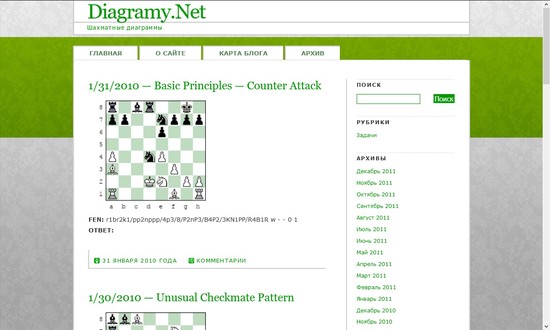 Diagramy.Net
Шахматные диаграммы
ГЛАВНАЯ
О САЙТЕ
КАРТА БЛОГА
АРХИВ
1/31/2010 — Basic Principles — Counter Attack
8
7
6
5
4
3
2
1
a b c d e f g h
FEN: r1br2k1/pp2nppp/4p3/8/P2nP3/B4P2/3KN1PP/R4B1R w - - 0 1
ОТВЕТ:
31 ЯНВАРЯ 2010 ГОДА
КОММЕНТАРИИ
1/30/2010 — Unusual Checkmate Pattern
8
ПОИСК
Поиск
РУБРИКИ
Задачи
АРХИВЫ
Декабрь 2011
Ноябрь 2011
Октябрь 2011
Сентябрь 2011
Август 2011
Июль 2011
Июнь 2011
Май 2011
Апрель 2011
Март 2011
Февраль 2011
Январь 2011
Декабрь 2010
Ноябрь 2010